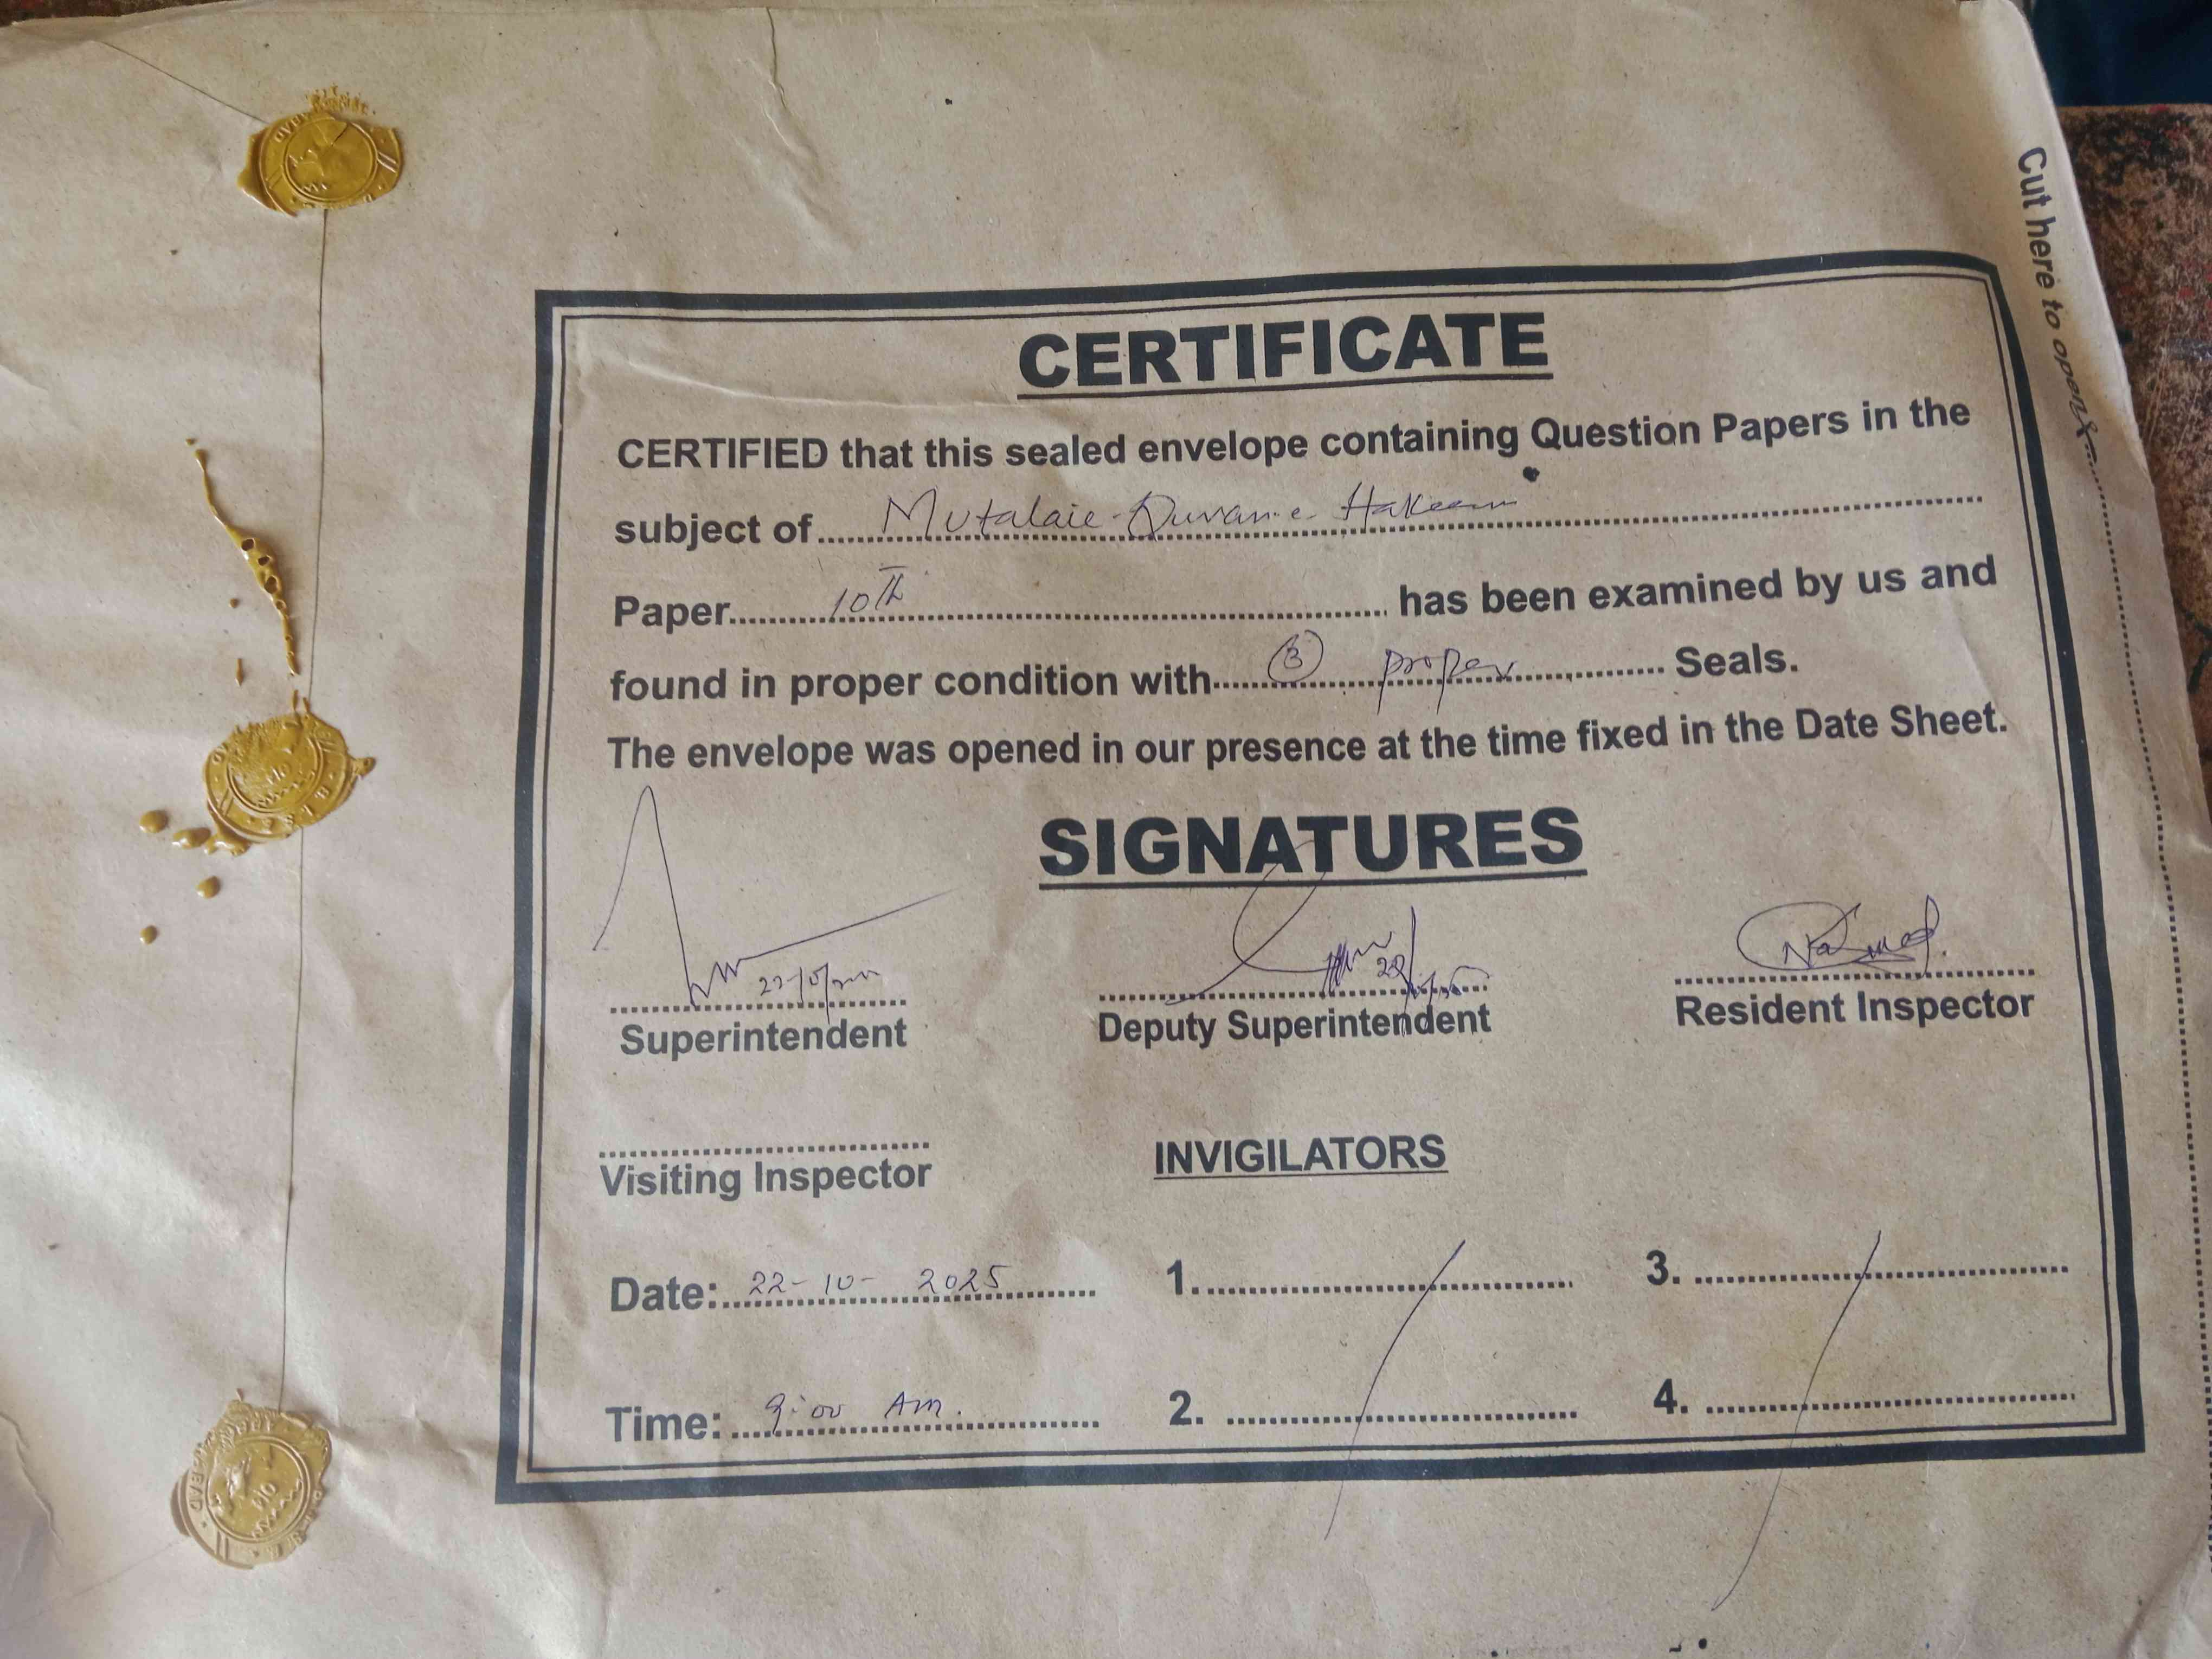 Cut here to open
CERTIFICATE
CERTIFIED that this sealed envelope containing Question Papers in the
subject of Mutalaie-Quran-e-Hakeem
Paper 10th has been examined by us and
found in proper condition with 3 proper Seals.
The envelope was opened in our presence at the time fixed in the Date Sheet.
SIGNATURES
Superintendent Deputy Superintendent Resident Inspector
Visiting Inspector INVIGILATORS
Date: 22-10-2025 1. 3.
Time: 9:00 Am. 2. 4.